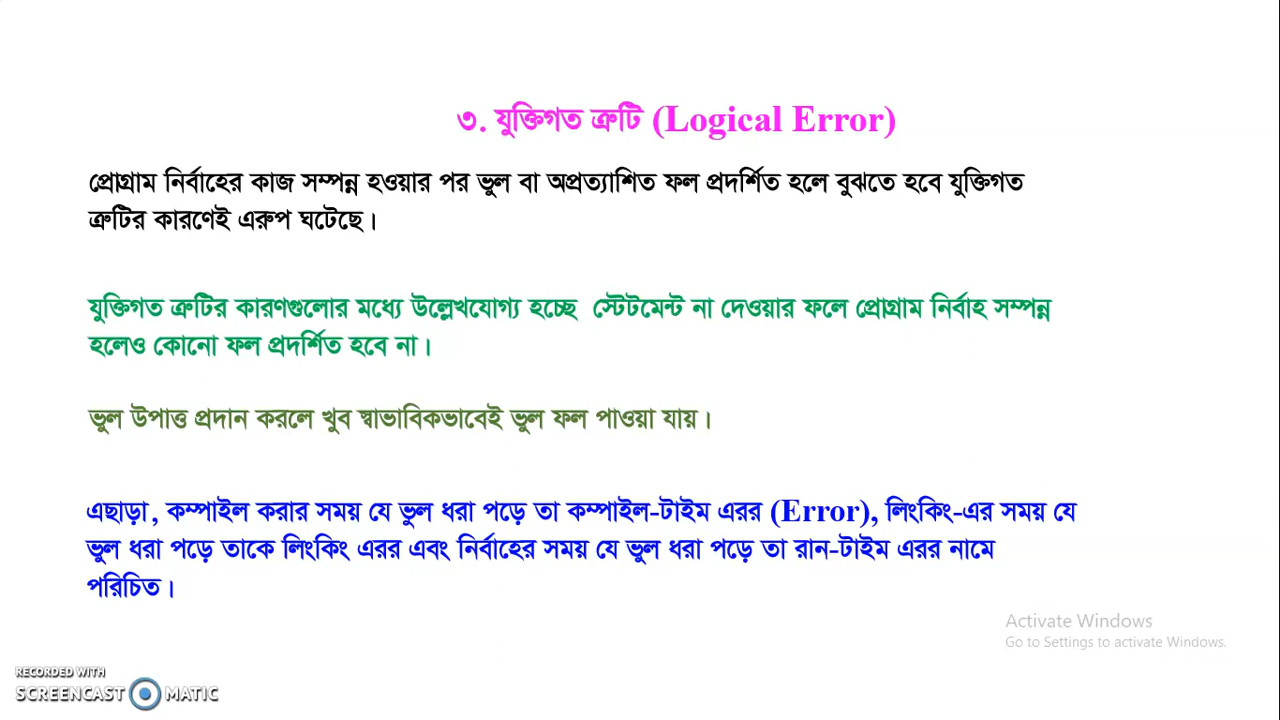 ৩. যুক্তিগত ত্রুটি (Logical Error)
প্রোগ্রাম নির্বাহের কাজ সম্পন্ন হওয়ার পর ভুল বা অপ্রত্যাশিত ফল প্রদর্শিত হলে বুঝতে হবে যুক্তিগত
ত্রুটির কারণেই এরুপ ঘটেছে।
যুক্তিগত ত্রুটির কারণগুলোর মধ্যে উল্লেখযোগ্য হচ্ছে স্টেটমেন্ট না দেওয়ার ফলে প্রোগ্রাম নির্বাহ সম্পন্ন
হলেও কোনো ফল প্রদর্শিত হবে না।
ভুল উপাত্ত প্রদান করলে খুব স্বাভাবিকভাবেই ভুল ফল পাওয়া যায়।
এছাড়া, কম্পাইল করার সময় যে ভুল ধরা পড়ে তা কম্পাইল-টাইম এরর (Error), লিংকিং-এর সময় যে
ভুল ধরা পড়ে তাকে লিংকিং এরর এবং নির্বাহের সময় যে ভুল ধরা পড়ে তা রান-টাইম এরর নামে
পরিচিত।
Activate Windows
Go to Settings to activate Windows.
RECORDED WITH
SCREENCAST MATIC